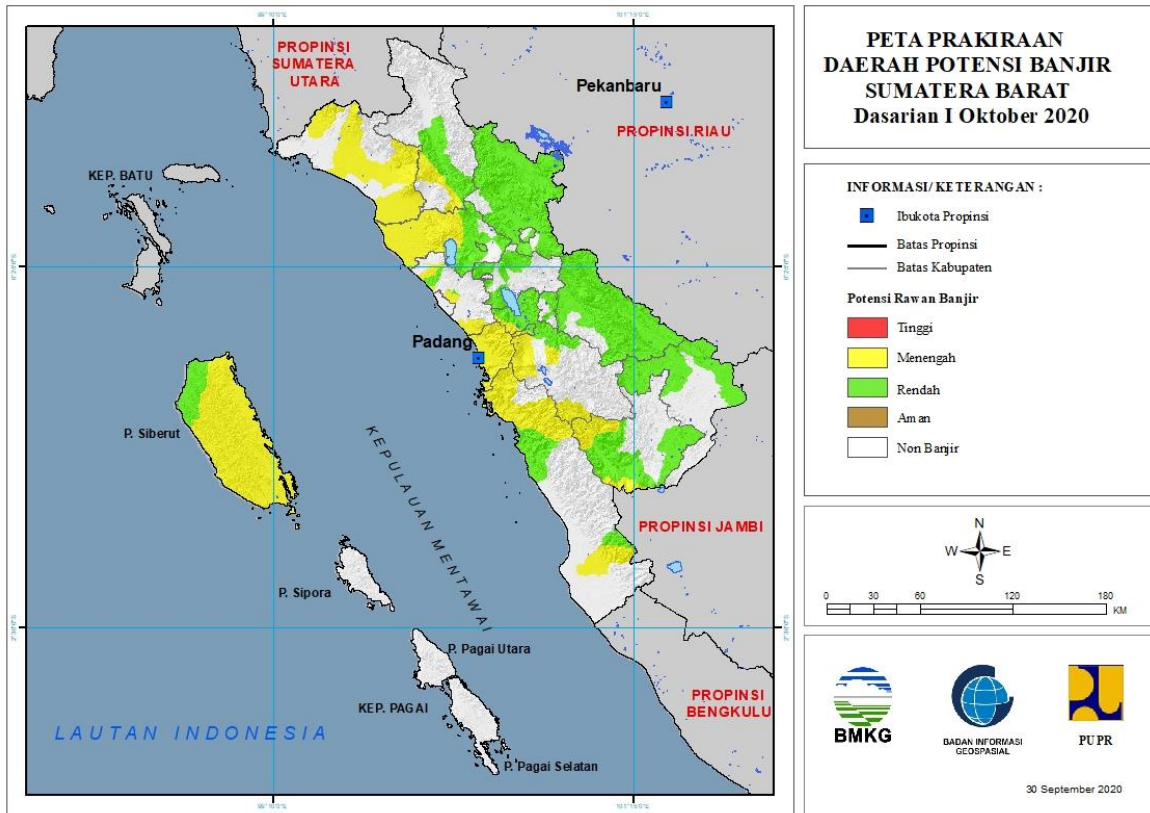 PROPINSI
SUMATERA
UTARA
Pekanbaru
PROPINSI RIAU
KEP. BATU
Padang
P. Siberut
KEPULAUAN MENTAWAI
PROPINSI JAMBI
P. Sipora
P. Pagai Utara
KEP. PAGAI
PROPINSI
BENGKULU
LAUTAN INDONESIA
P. Pagai Selatan
PETA PRAKIRAAN
DAERAH POTENSI BANJIR
SUMATERA BARAT
Dasarian I Oktober 2020
INFORMASI/ KETERANGAN :
Ibukota Propinsi
Batas Propinsi
Batas Kabupaten
Potensi Rawan Banjir
Tinggi
Menengah
Rendah
Aman
Non Banjir
N
W E
S
0 30 60 120 180
KM
BMKG
BADAN INFORMASI
GEOSPASIAL
PUPR
30 September 2020